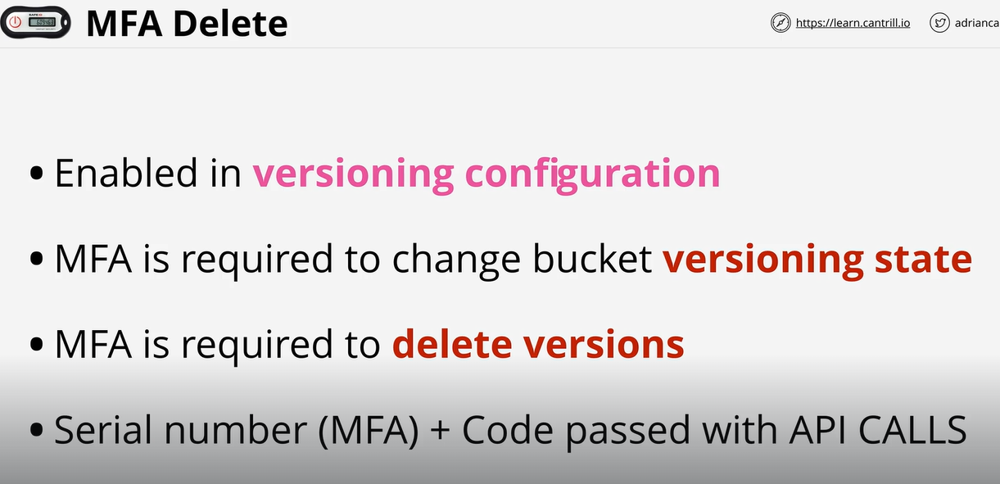 MFA Delete
https://learn.cantrill.io
adrianca
• Enabled in versioning configuration
• MFA is required to change bucket versioning state
• MFA is required to delete versions
• Serial number (MFA) + Code passed with API CALLS